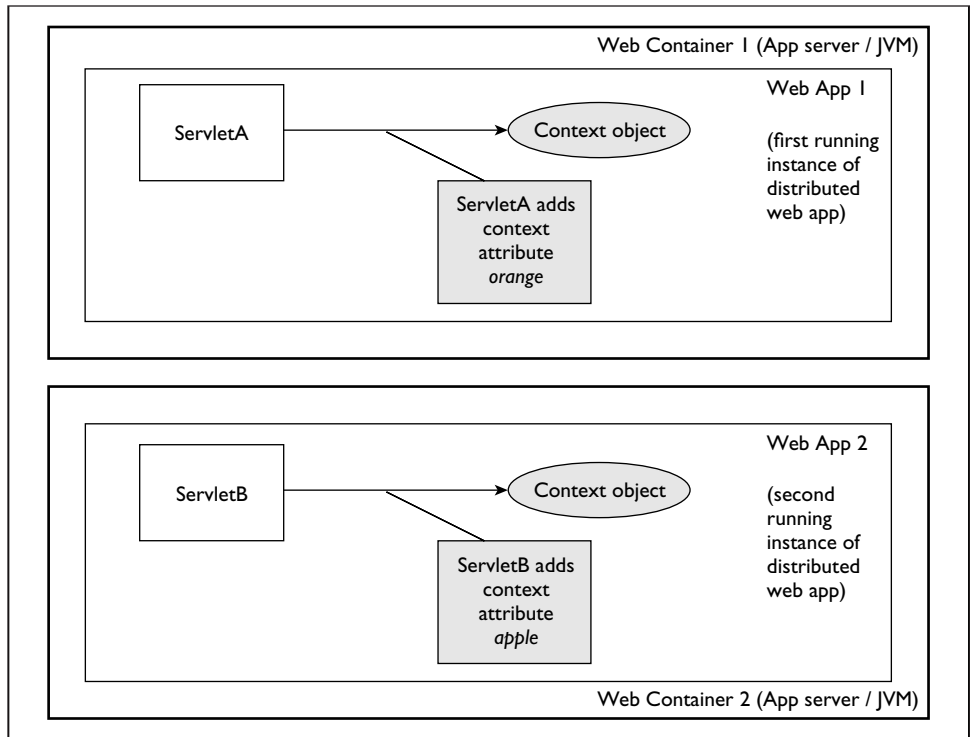 Web Container 1 (App server / JVM)
Web App 1
ServletA
Context object
(first running
instance of
distributed
web app)
ServletA adds
context
attribute
orange
Web App 2
ServletB
Context object
(second
running
instance of
distributed
web app)
ServletB adds
context
attribute
apple
Web Container 2 (App server / JVM)